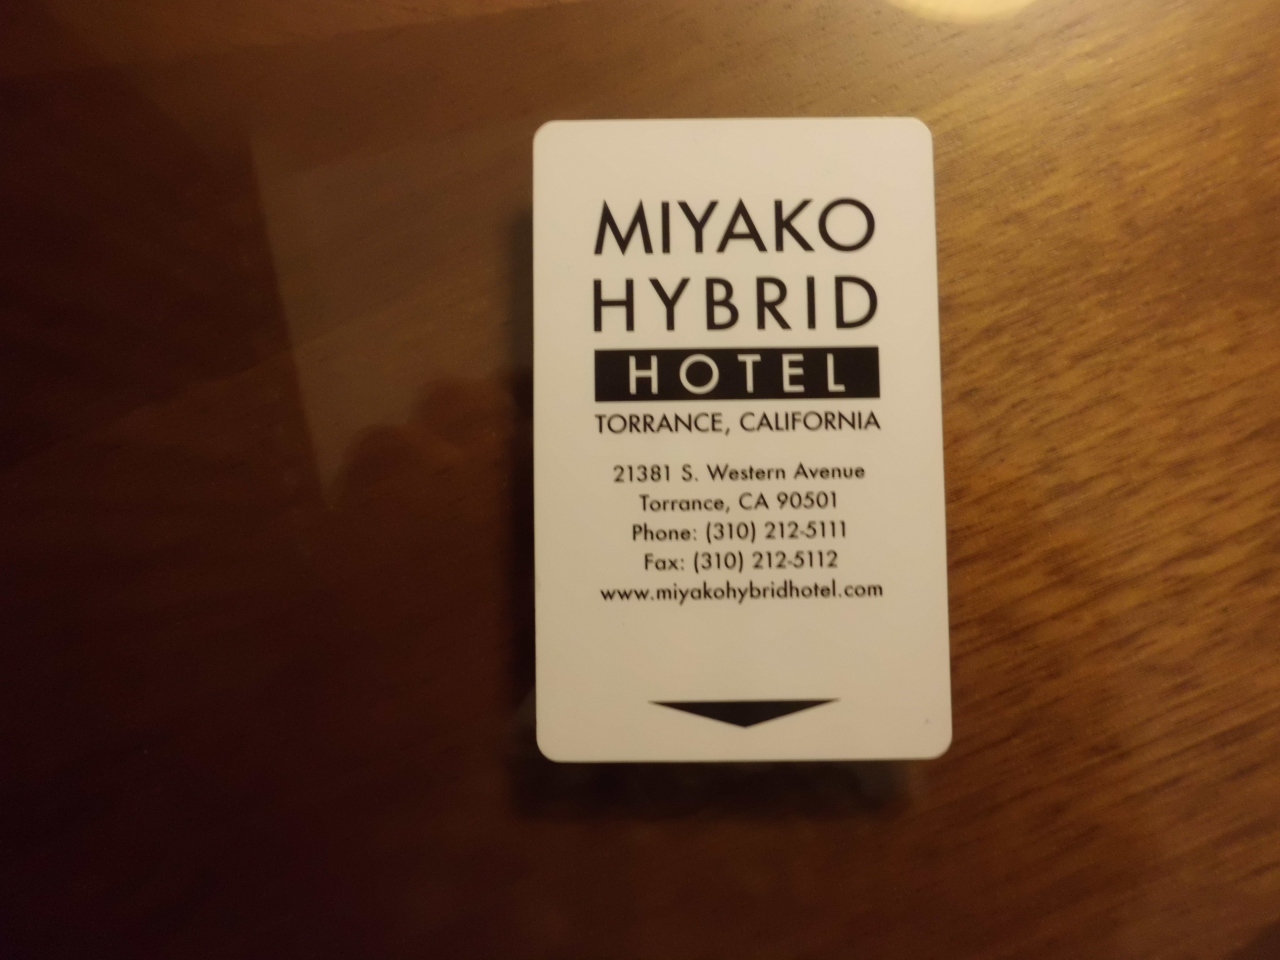 MIYAKO
HYBRID
HOTEL
TORRANCE, CALIFORNIA
21381 S. Western Avenue
Torrance, CA 90501
Phone: (310) 212-5111
Fax: (310) 212-5112
www.miyakohybridhotel.com